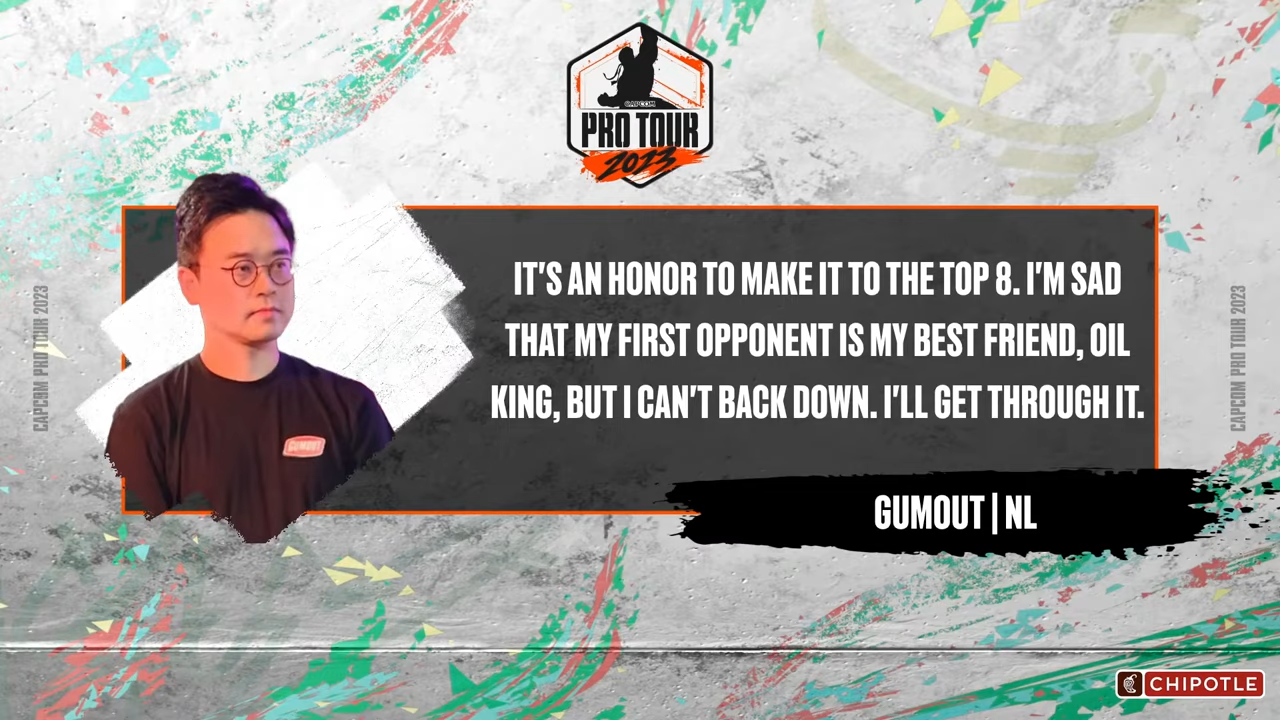 CAPCOM
PRO TOUR
2023
IT'S AN HONOR TO MAKE IT TO THE TOP 8. I'M SAD
THAT MY FIRST OPPONENT IS MY BEST FRIEND, OIL
KING, BUT I CAN'T BACK DOWN. I'LL GET THROUGH IT.
GUMOUT
GUMOUT | NL
CAPCOM PRO TOUR 2023
CAPCOM PRO TOUR 2023
CHIPOTLE